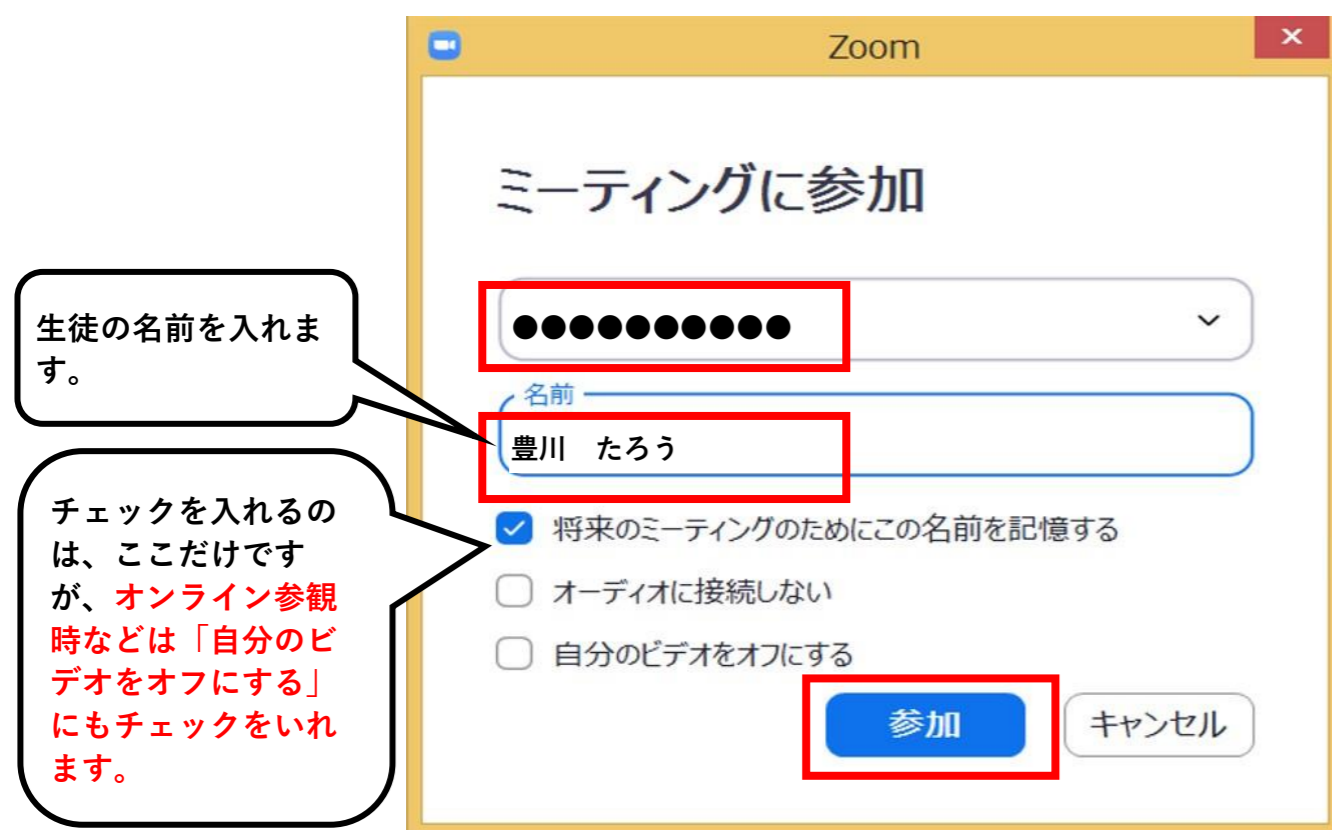 Zoom
ミーティングに参加
●●●●●●●●●●
生徒の名前を入れま
す。
名前
豊川　たろう
チェックを入れるの
は、ここだけです
が、オンライン参観
時などは「自分のビ
デオをオフにする」
にもチェックをいれ
ます。
将来のミーティングのためにこの名前を記憶する
オーディオに接続しない
自分のビデオをオフにする
参加
キャンセル